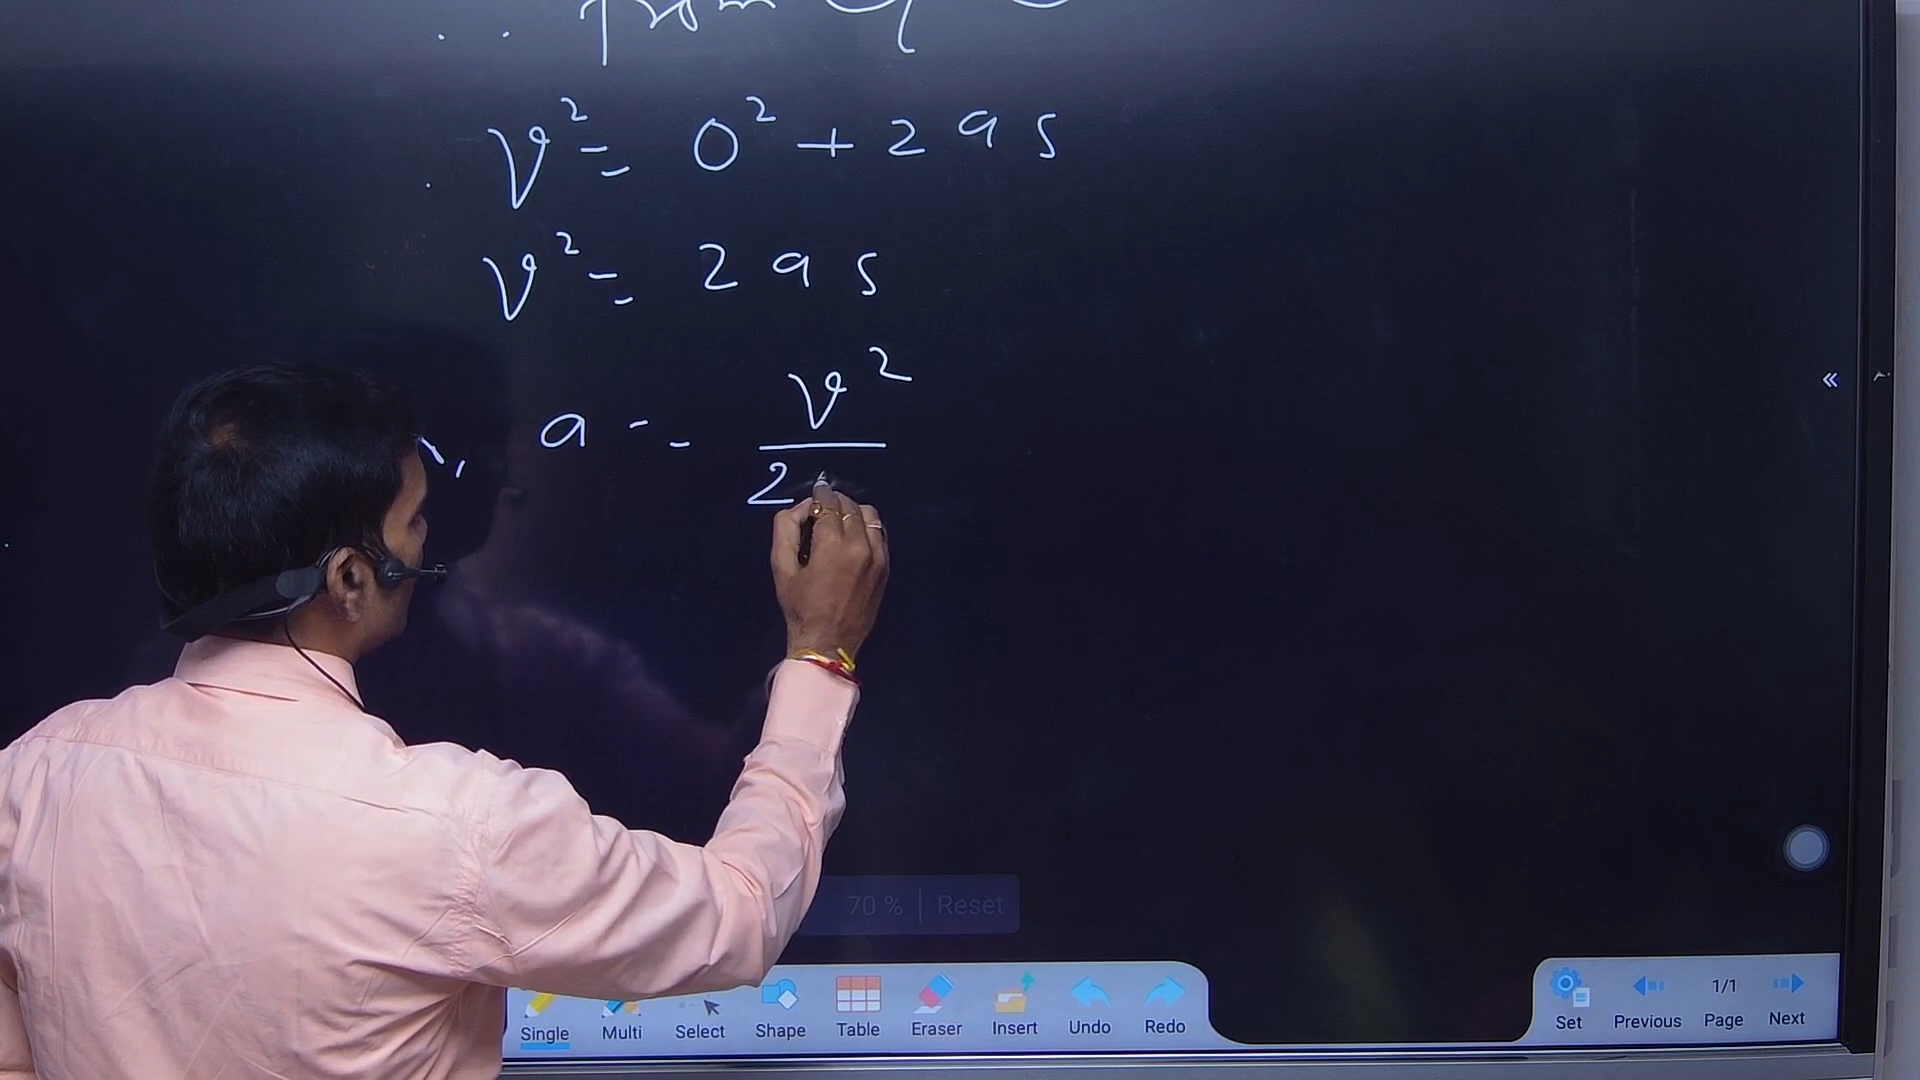 from
V² = 0² + 2as
V² = 2as
a = V²
2
70 % | Reset
Single Multi Select Shape Table Eraser Insert Undo Redo
Set Previous 1/1 Page Next